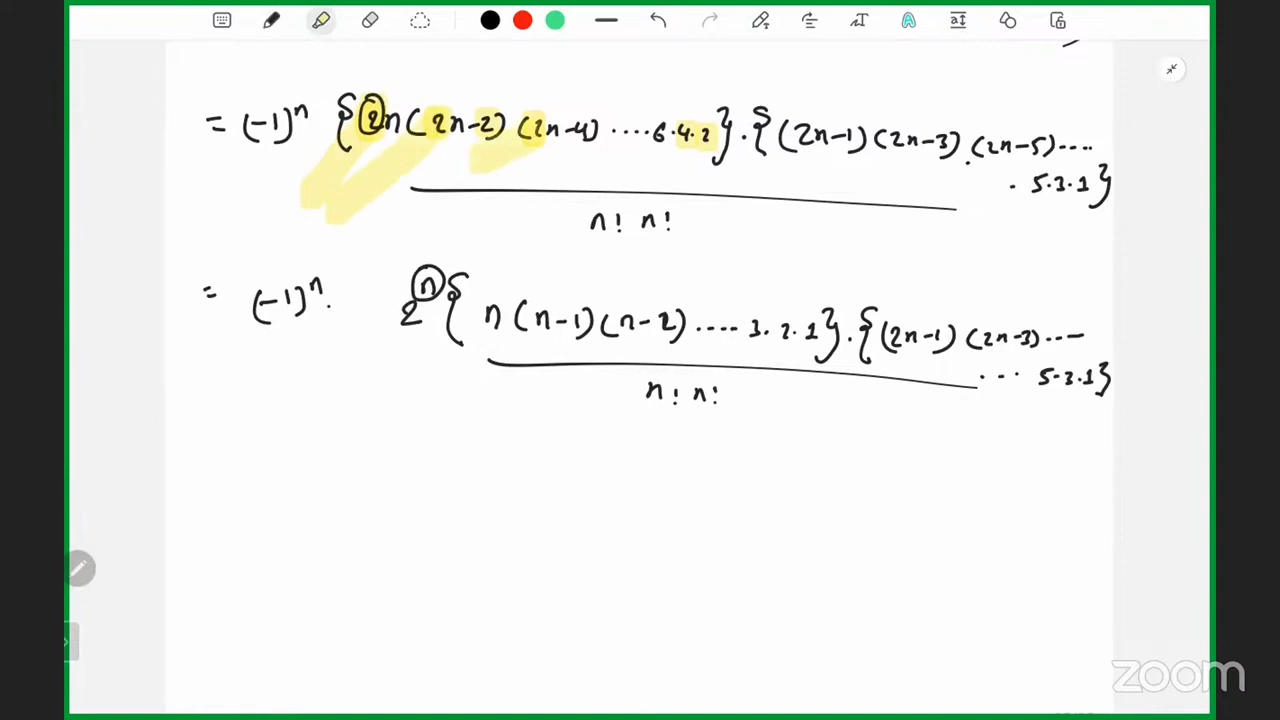 = (-1)^n {2n(2n-2)(2n-4)....6.4.2}.{(2n-1)(2n-3).(2n-5)....
. 5.3.1}
n! n!
= (-1)^n. 2^n{ n(n-1)(n-2)....3.2.1}.{(2n-1)(2n-3)....
... 5.3.1}
n! n!
zoom